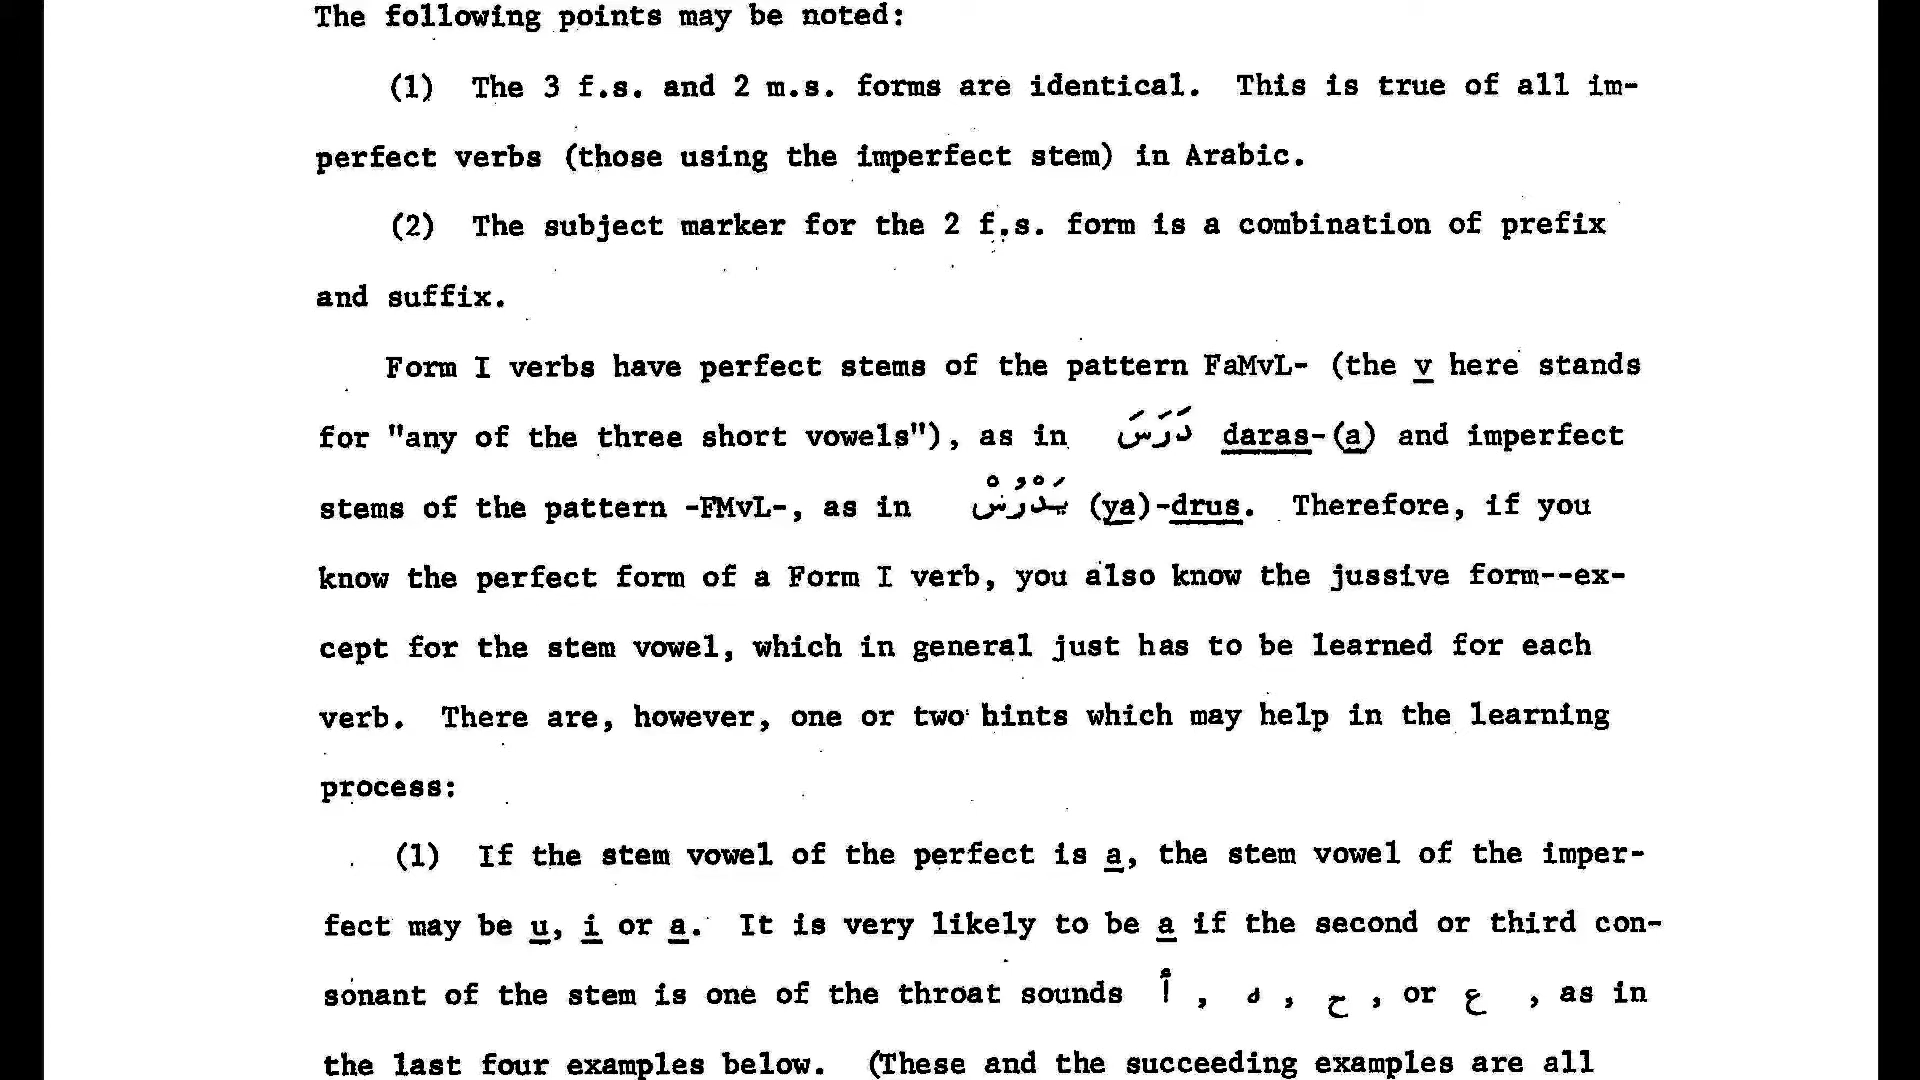 The following points may be noted:
(1) The 3 f.s. and 2 m.s. forms are identical. This is true of all im-
perfect verbs (those using the imperfect stem) in Arabic.
(2) The subject marker for the 2 f.s. form is a combination of prefix
and suffix.
Form I verbs have perfect stems of the pattern FaMvL- (the v here stands
for "any of the three short vowels"), as in دَرَسَ daras-(a) and imperfect
stems of the pattern -FMvL-, as in يَدْرُسْ (ya)-drus. Therefore, if you
know the perfect form of a Form I verb, you also know the jussive form--ex-
cept for the stem vowel, which in general just has to be learned for each
verb. There are, however, one or two hints which may help in the learning
process:
(1) If the stem vowel of the perfect is a, the stem vowel of the imper-
fect may be u, i or a. It is very likely to be a if the second or third con-
sonant of the stem is one of the throat sounds أ , ه , ح , or ع , as in
the last four examples below. (These and the succeeding examples are all